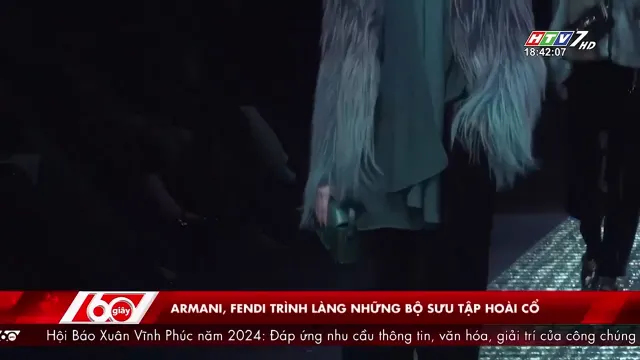 HTV7 HD
18:42:07
60 giây
ARMANI, FENDI TRÌNH LÀNG NHỮNG BỘ SƯU TẬP HOÀI CỔ
60 Hội Báo Xuân Vĩnh Phúc năm 2024: Đáp ứng nhu cầu thông tin, văn hóa, giải trí của công chúng